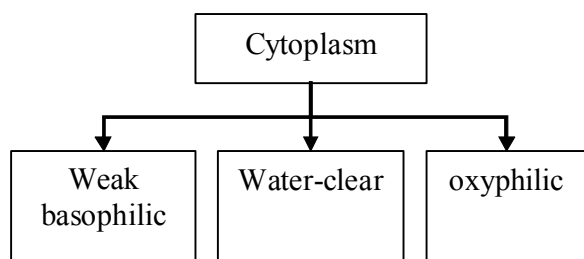 Cytoplasm
Weak
basophilic
Water-clear
oxyphilic